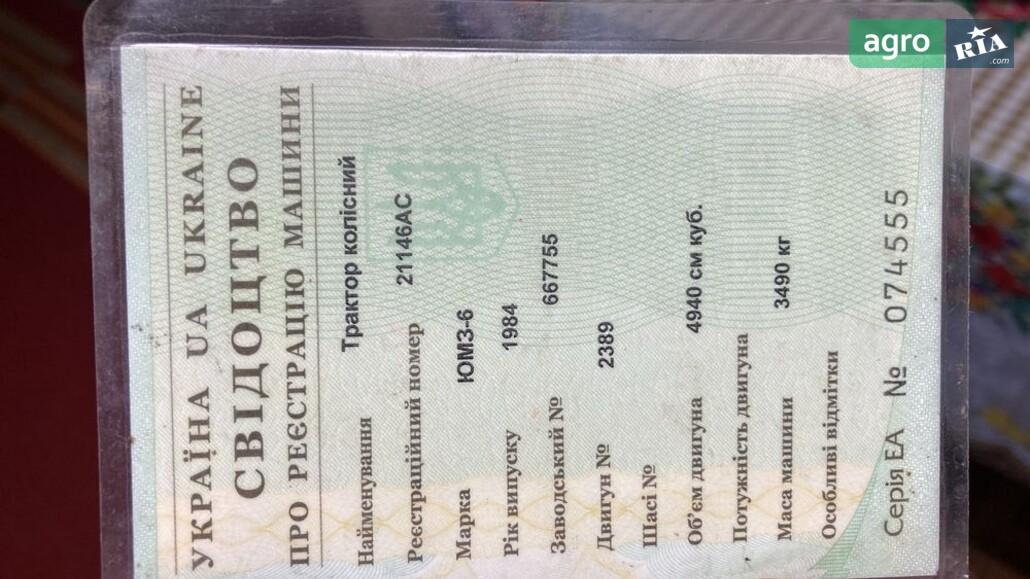 agro RIA.com
УКРАЇНА UA UKRAINE
СВІДОЦТВО
ПРО РЕЄСТРАЦІЮ МАШИНИ
Найменування Трактор колісний
Реєстраційний номер 21146АС
Марка ЮМЗ-6
Рік випуску 1984
Заводський № 667755
Двигун № 2389
Шасі №
Об'єм двигуна 4940 см куб.
Потужність двигуна
Маса машини 3490 кг
Особливі відмітки
Серія ЕА № 074555